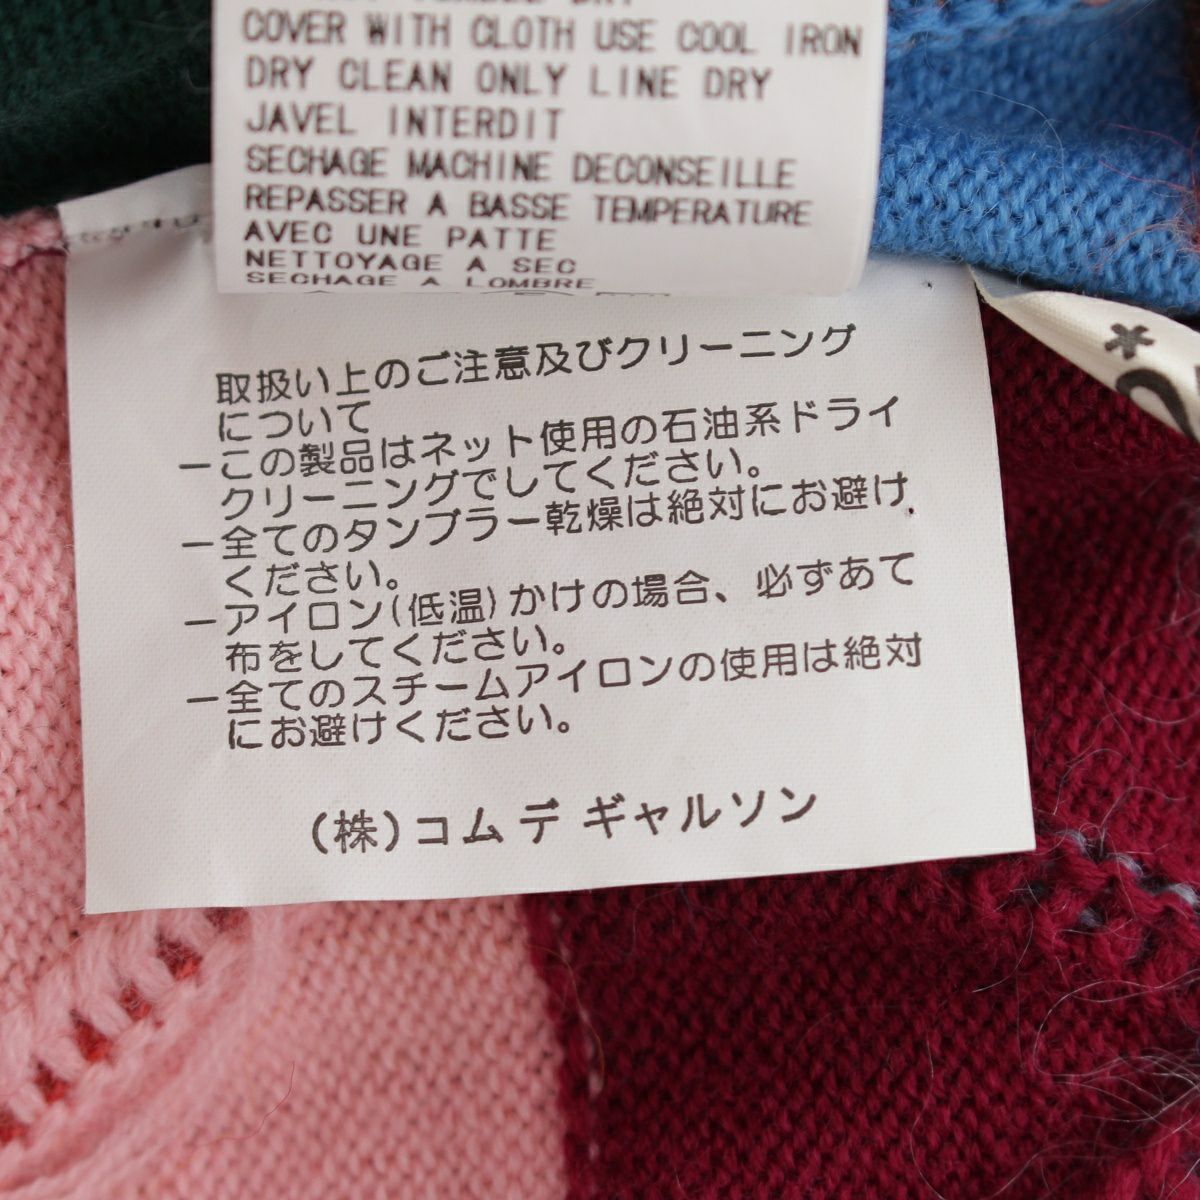 COVER WITH CLOTH USE COOL IRON
DRY CLEAN ONLY LINE DRY
JAVEL INTERDIT
SECHAGE MACHINE DECONSEILLE
REPASSER A BASSE TEMPERATURE
AVEC UNE PATTE
NETTOYAGE A SEC
SECHAGE A LOMBRE
取扱い上のご注意及びクリーニング
について
−この製品はネット使用の石油系ドライ
クリーニングでしてください。
−全てのタンブラー乾燥は絶対にお避け
ください。
−アイロン(低温)かけの場合、必ずあて
布をしてください。
−全てのスチームアイロンの使用は絶対
にお避けください。
(株)コム デ ギャルソン